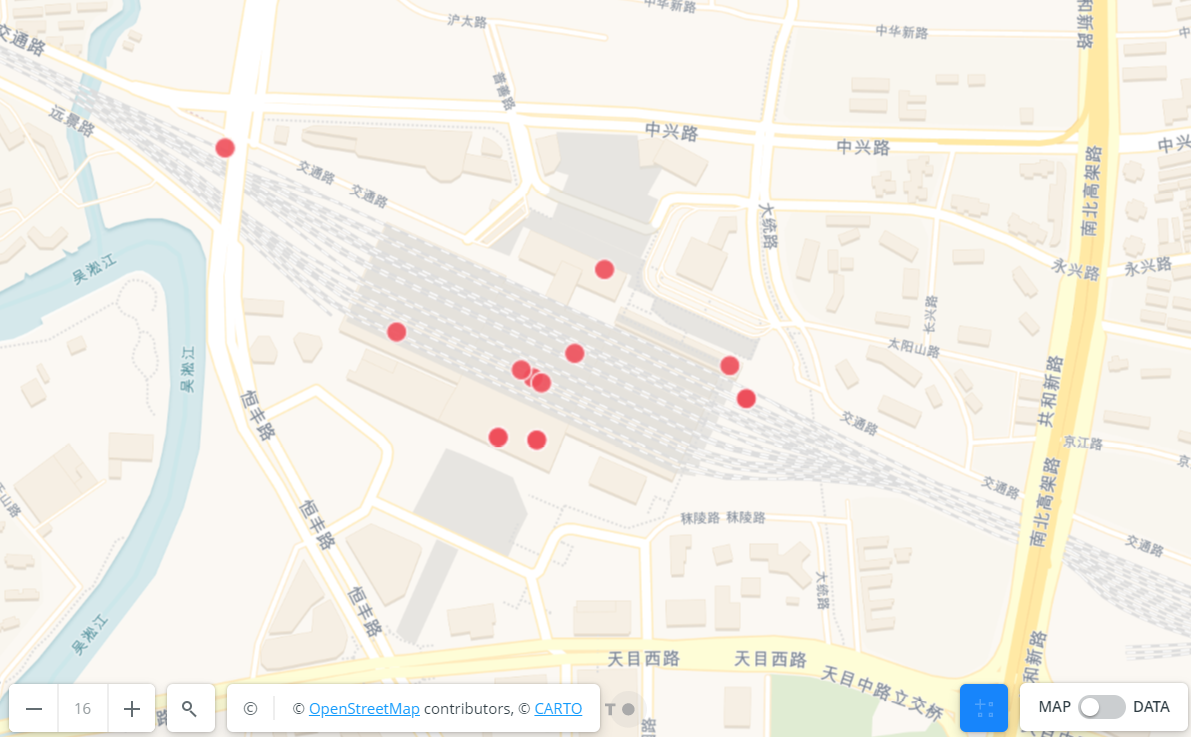 沪太路
中华新路
中华新路
交通路
普善路
远景路
中兴路
中兴路
交通路
交通路
南北高架路
大统路
吴淞江
永兴路
永兴路
长兴路
太阳山路
吴淞江
恒丰路
共和新路
交通路
京江路
交通路
恒丰路
秣陵路
秣陵路
南北高架路
交通路
大统路
恒丰路
吴淞江
天目西路
天目西路
天目中路立交桥
16
© © OpenStreetMap contributors, © CARTO
MAP
DATA